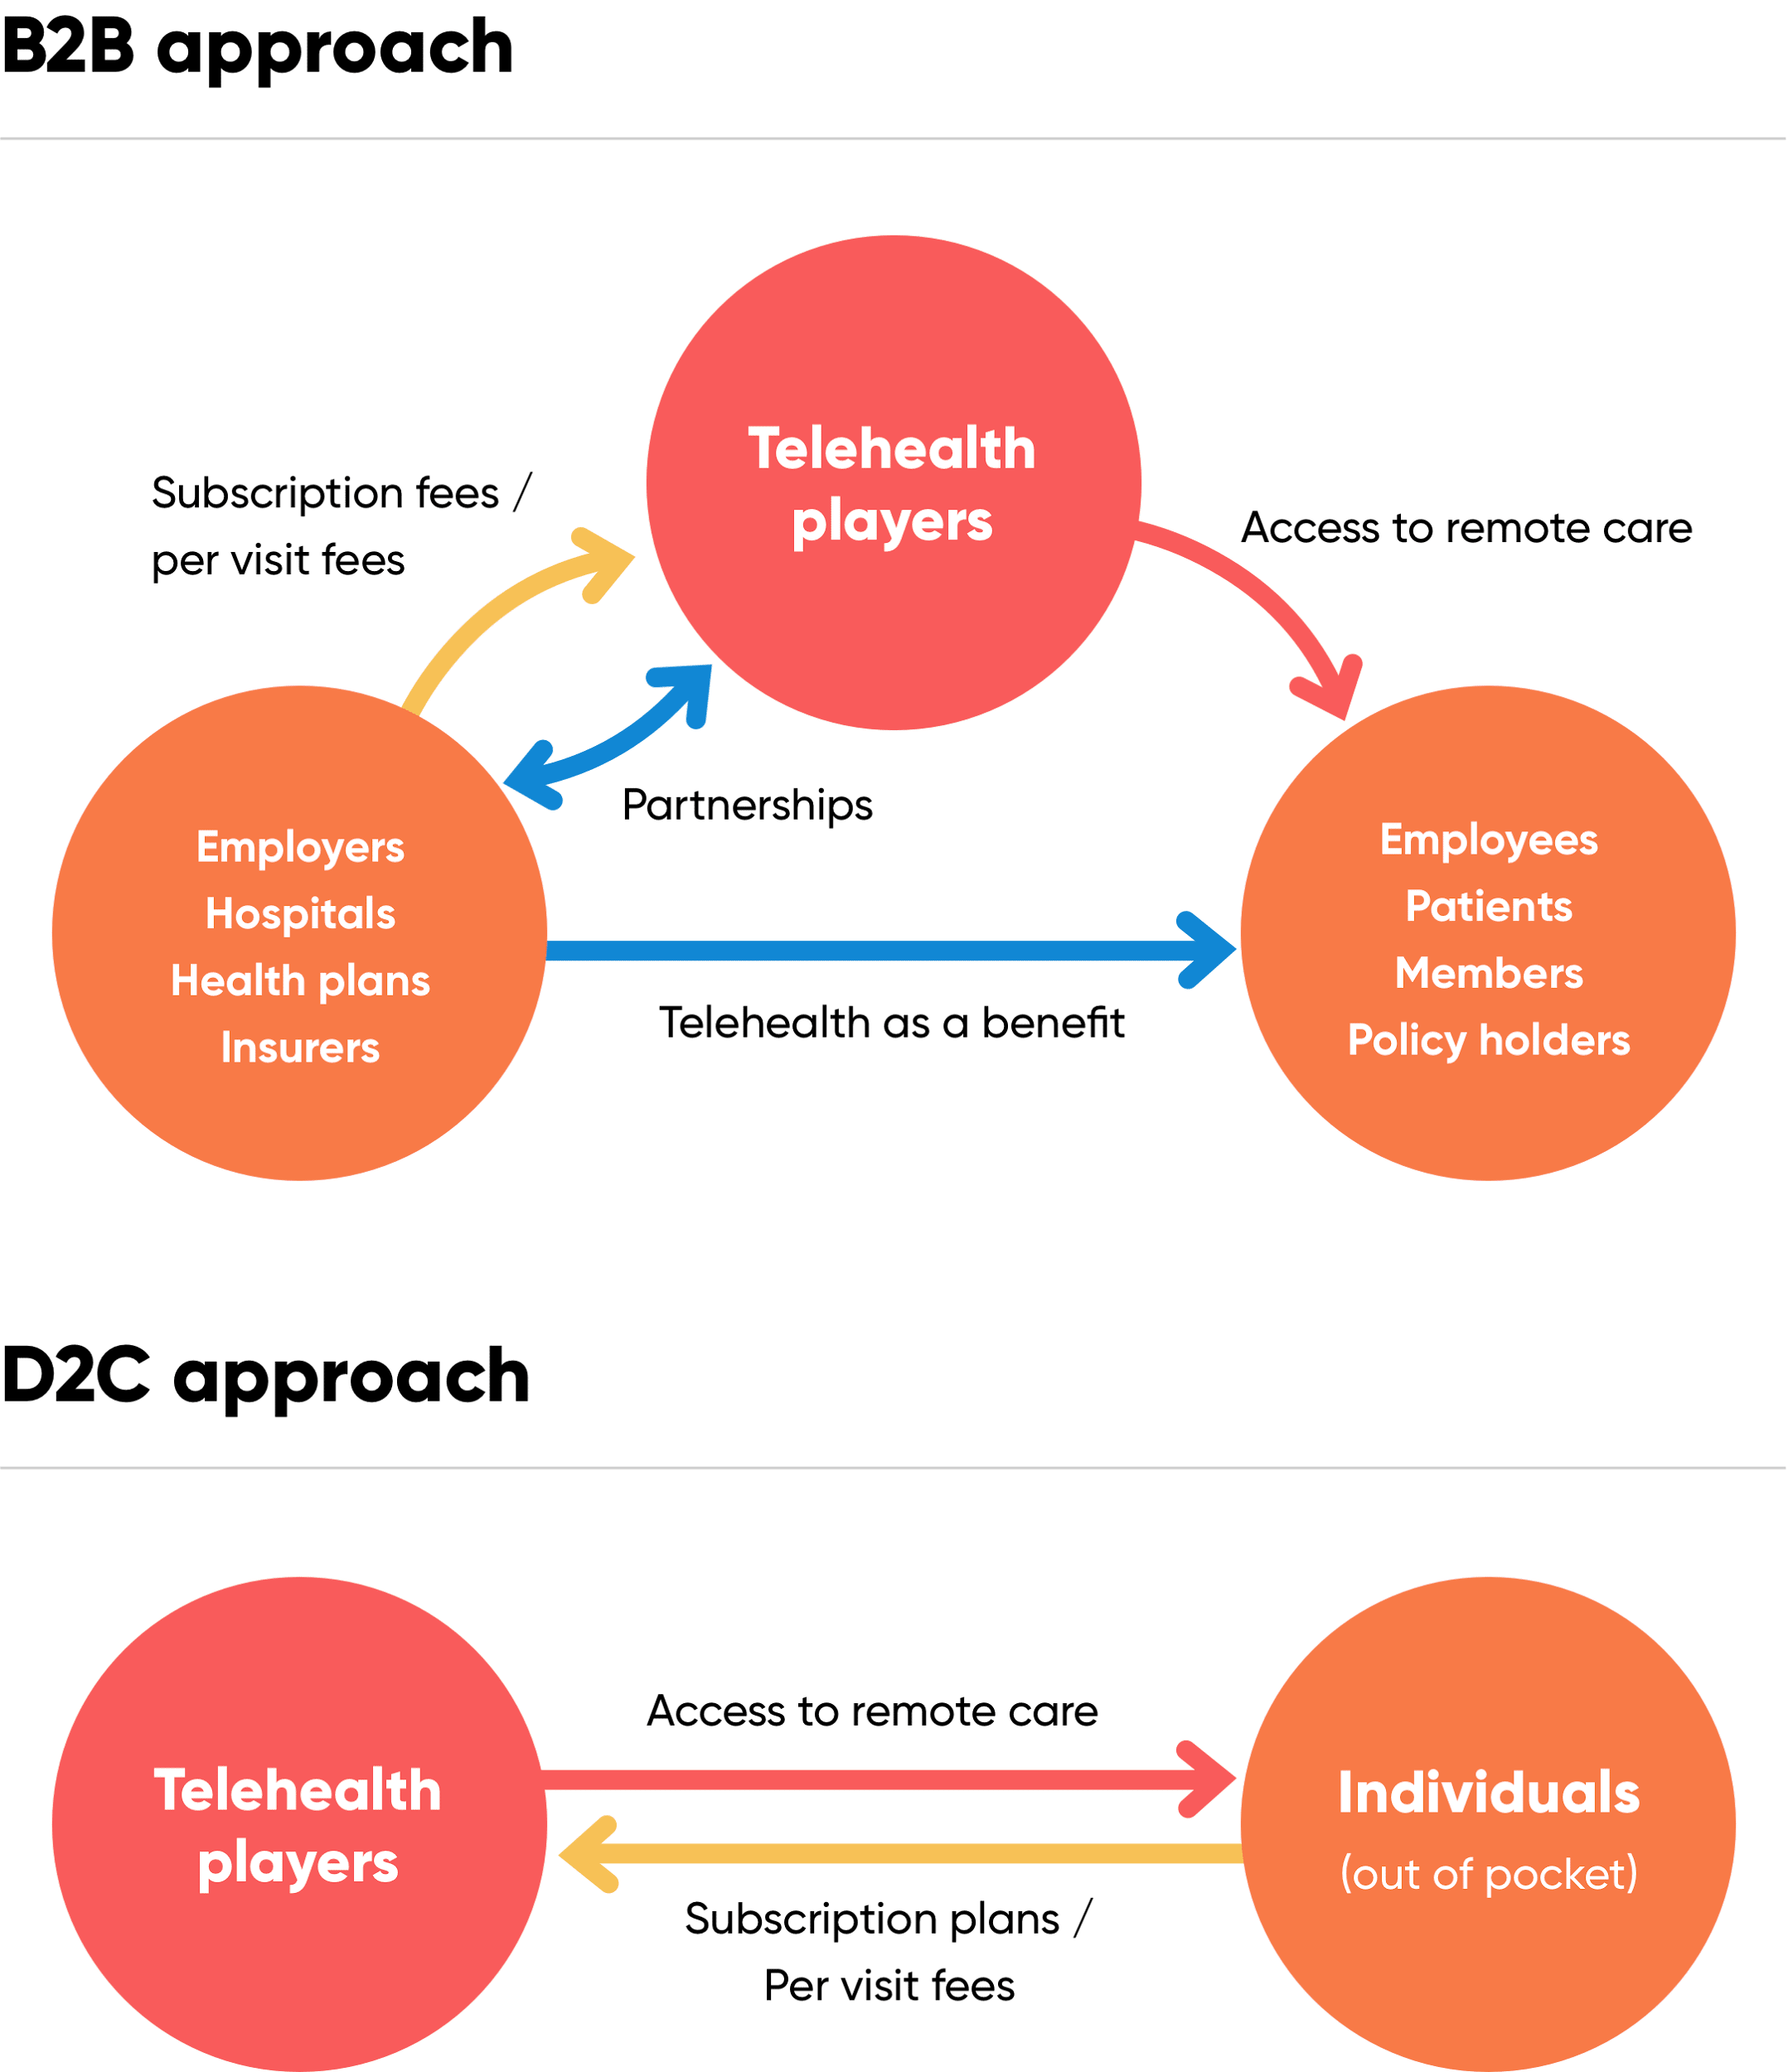 B2B approach
Telehealth
players
Subscription fees /
per visit fees
Access to remote care
Partnerships
Employers
Hospitals
Health plans
Insurers
Employees
Patients
Members
Policy holders
Telehealth as a benefit
D2C approach
Access to remote care
Telehealth
players
Individuals
(out of pocket)
Subscription plans /
Per visit fees